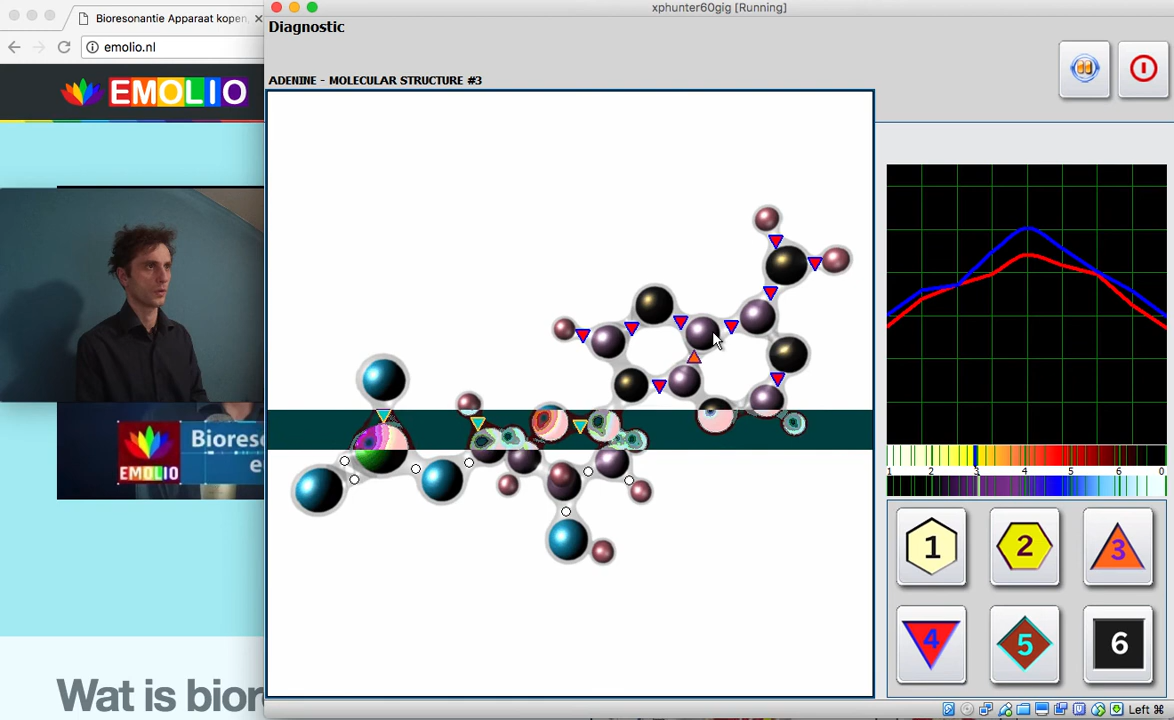 Bioresonantie Apparaat kopen,
emolio.nl
EMOLIO
xphunter60gig [Running]
Diagnostic
ADENINE - MOLECULAR STRUCTURE #3
EMOLIO
Biores
e
Wat is bior
1 2 3 4 5 6 0
1
2
3
4
5
6
Left ⌘